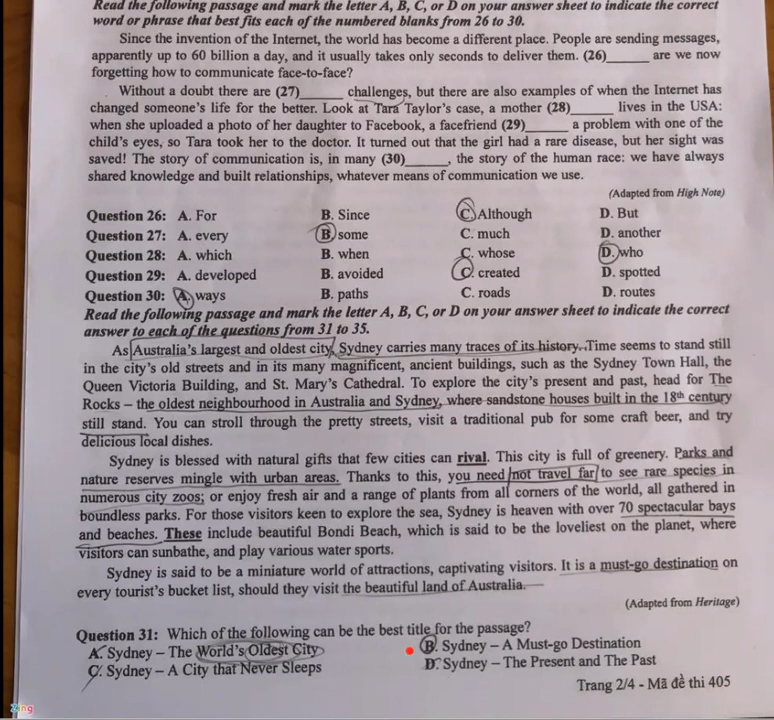 Read the following passage and mark the letter A, B, C, or D on your answer sheet to indicate the correct
word or phrase that best fits each of the numbered blanks from 26 to 30.
Since the invention of the Internet, the world has become a different place. People are sending messages,
apparently up to 60 billion a day, and it usually takes only seconds to deliver them. (26)______ are we now
forgetting how to communicate face-to-face?
Without a doubt there are (27)______ challenges, but there are also examples of when the Internet has
changed someone's life for the better. Look at Tara Taylor's case, a mother (28)______ lives in the USA:
when she uploaded a photo of her daughter to Facebook, a facefriend (29)______ a problem with one of the
child's eyes, so Tara took her to the doctor. It turned out that the girl had a rare disease, but her sight was
saved! The story of communication is, in many (30)______, the story of the human race: we have always
shared knowledge and built relationships, whatever means of communication we use.
(Adapted from High Note)
Question 26: A. For B. Since C. Although D. But
Question 27: A. every B. some C. much D. another
Question 28: A. which B. when C. whose D. who
Question 29: A. developed B. avoided C. created D. spotted
Question 30: A. ways B. paths C. roads D. routes
Read the following passage and mark the letter A, B, C, or D on your answer sheet to indicate the correct
answer to each of the questions from 31 to 35.
As Australia's largest and oldest city, Sydney carries many traces of its history. Time seems to stand still
in the city's old streets and in its many magnificent, ancient buildings, such as the Sydney Town Hall, the
Queen Victoria Building, and St. Mary's Cathedral. To explore the city's present and past, head for The
Rocks – the oldest neighbourhood in Australia and Sydney, where sandstone houses built in the 18th century
still stand. You can stroll through the pretty streets, visit a traditional pub for some craft beer, and try
delicious local dishes.
Sydney is blessed with natural gifts that few cities can rival. This city is full of greenery. Parks and
nature reserves mingle with urban areas. Thanks to this, you need not travel far to see rare species in
numerous city zoos; or enjoy fresh air and a range of plants from all corners of the world, all gathered in
boundless parks. For those visitors keen to explore the sea, Sydney is heaven with over 70 spectacular bays
and beaches. These include beautiful Bondi Beach, which is said to be the loveliest on the planet, where
visitors can sunbathe, and play various water sports.
Sydney is said to be a miniature world of attractions, captivating visitors. It is a must-go destination on
every tourist's bucket list, should they visit the beautiful land of Australia.
(Adapted from Heritage)
Question 31: Which of the following can be the best title for the passage?
A. Sydney – The World's Oldest City B. Sydney – A Must-go Destination
C. Sydney – A City that Never Sleeps D. Sydney – The Present and The Past
Trang 2/4 - Mã đề thi 405
Zing